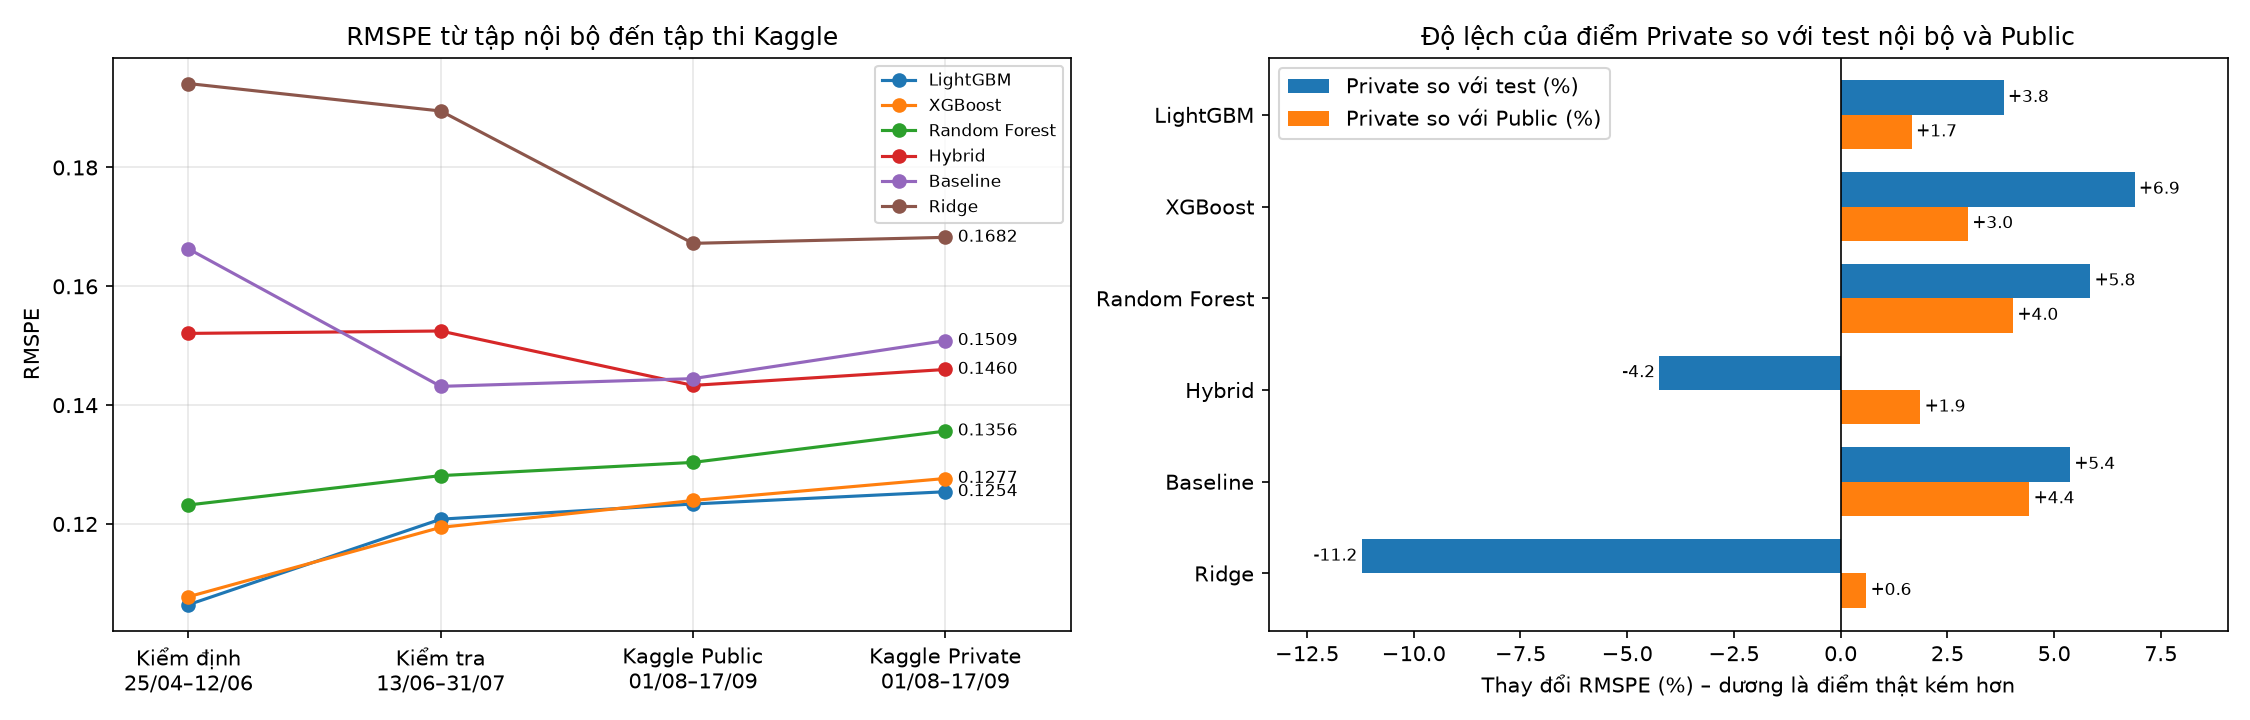 RMSPE từ tập nội bộ đến tập thi Kaggle
RMSPE
0.18
0.16
0.14
0.12
LightGBM
XGBoost
Random Forest
Hybrid
Baseline
Ridge
0.1682
0.1509
0.1460
0.1356
0.1277
0.1254
Kiểm định
25/04–12/06
Kiểm tra
13/06–31/07
Kaggle Public
01/08–17/09
Kaggle Private
01/08–17/09
Độ lệch của điểm Private so với test nội bộ và Public
Private so với test (%)
Private so với Public (%)
LightGBM
+3.8
+1.7
XGBoost
+6.9
+3.0
Random Forest
+5.8
+4.0
Hybrid
-4.2
+1.9
Baseline
+5.4
+4.4
Ridge
-11.2
+0.6
−12.5
−10.0
−7.5
−5.0
−2.5
0.0
2.5
5.0
7.5
Thay đổi RMSPE (%) – dương là điểm thật kém hơn